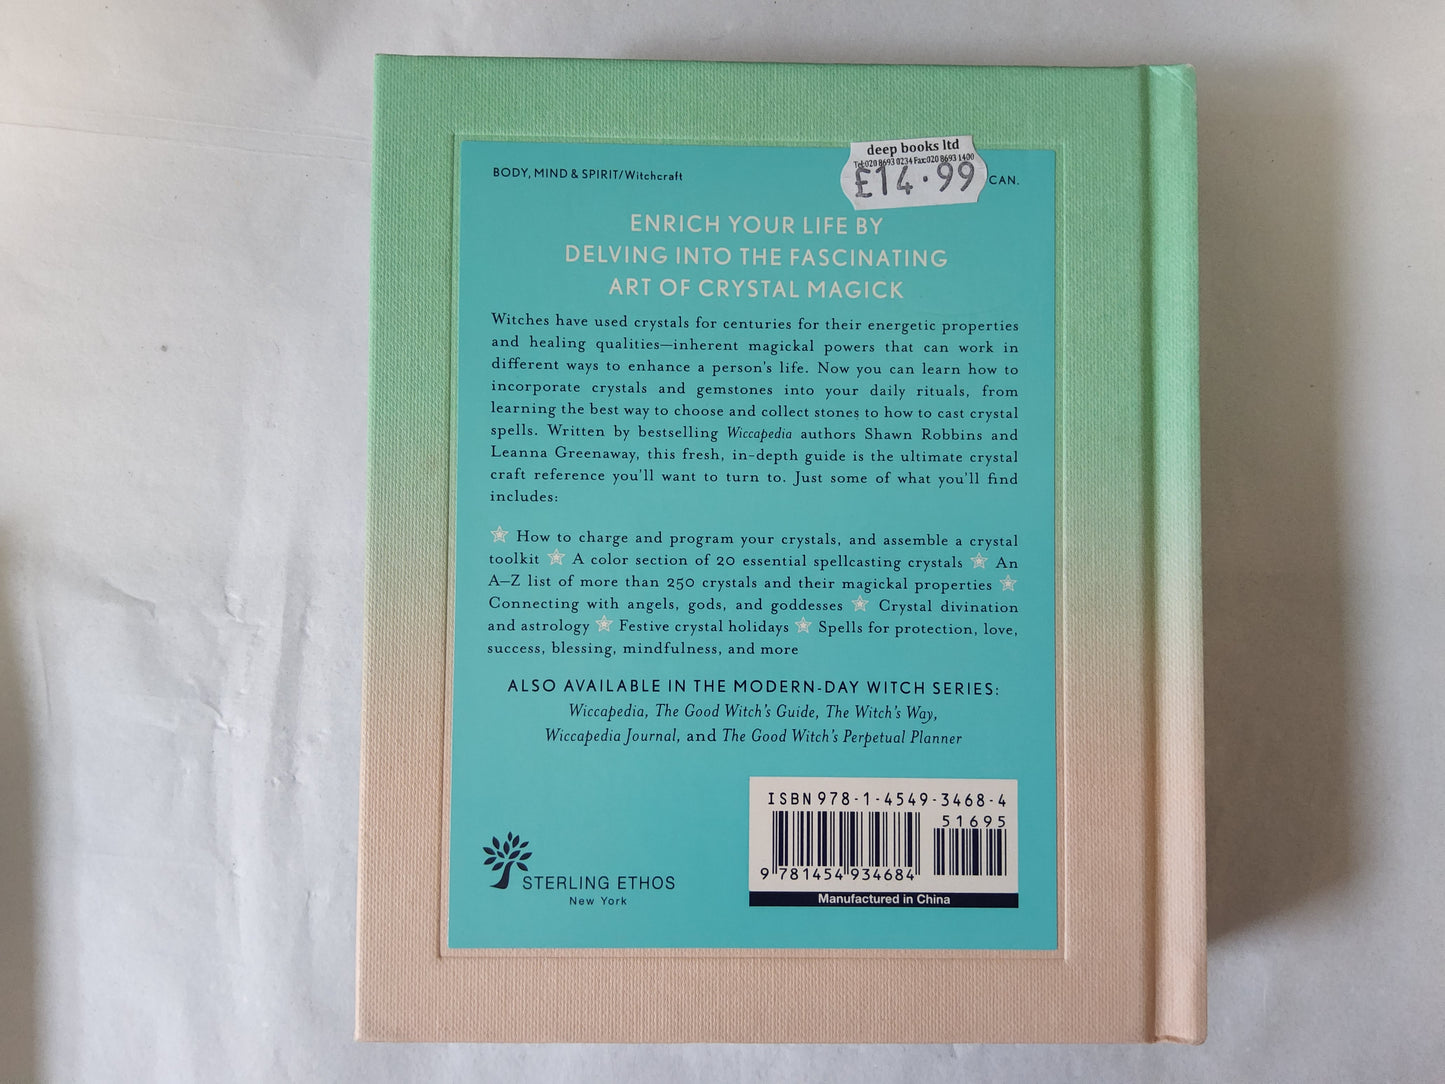 deep books ltd
Tel:020 8693 0234 Fax:020 8693 1400
£14.99
BODY, MIND & SPIRIT/Witchcraft
CAN.
ENRICH YOUR LIFE BY
DELVING INTO THE FASCINATING
ART OF CRYSTAL MAGICK
Witches have used crystals for centuries for their energetic properties
and healing qualities—inherent magickal powers that can work in
different ways to enhance a person's life. Now you can learn how to
incorporate crystals and gemstones into your daily rituals, from
learning the best way to choose and collect stones to how to cast crystal
spells. Written by bestselling Wiccapedia authors Shawn Robbins and
Leanna Greenaway, this fresh, in-depth guide is the ultimate crystal
craft reference you'll want to turn to. Just some of what you'll find
includes:
How to charge and program your crystals, and assemble a crystal
toolkit ☆ A color section of 20 essential spellcasting crystals ☆ An
A–Z list of more than 250 crystals and their magickal properties ☆
Connecting with angels, gods, and goddesses ☆ Crystal divination
and astrology ☆ Festive crystal holidays ☆ Spells for protection, love,
success, blessing, mindfulness, and more
ALSO AVAILABLE IN THE MODERN-DAY WITCH SERIES:
Wiccapedia, The Good Witch's Guide, The Witch's Way,
Wiccapedia Journal, and The Good Witch's Perpetual Planner
ISBN 978-1-4549-3468-4
51695
9 781454 934684
Manufactured in China
STERLING ETHOS
New York